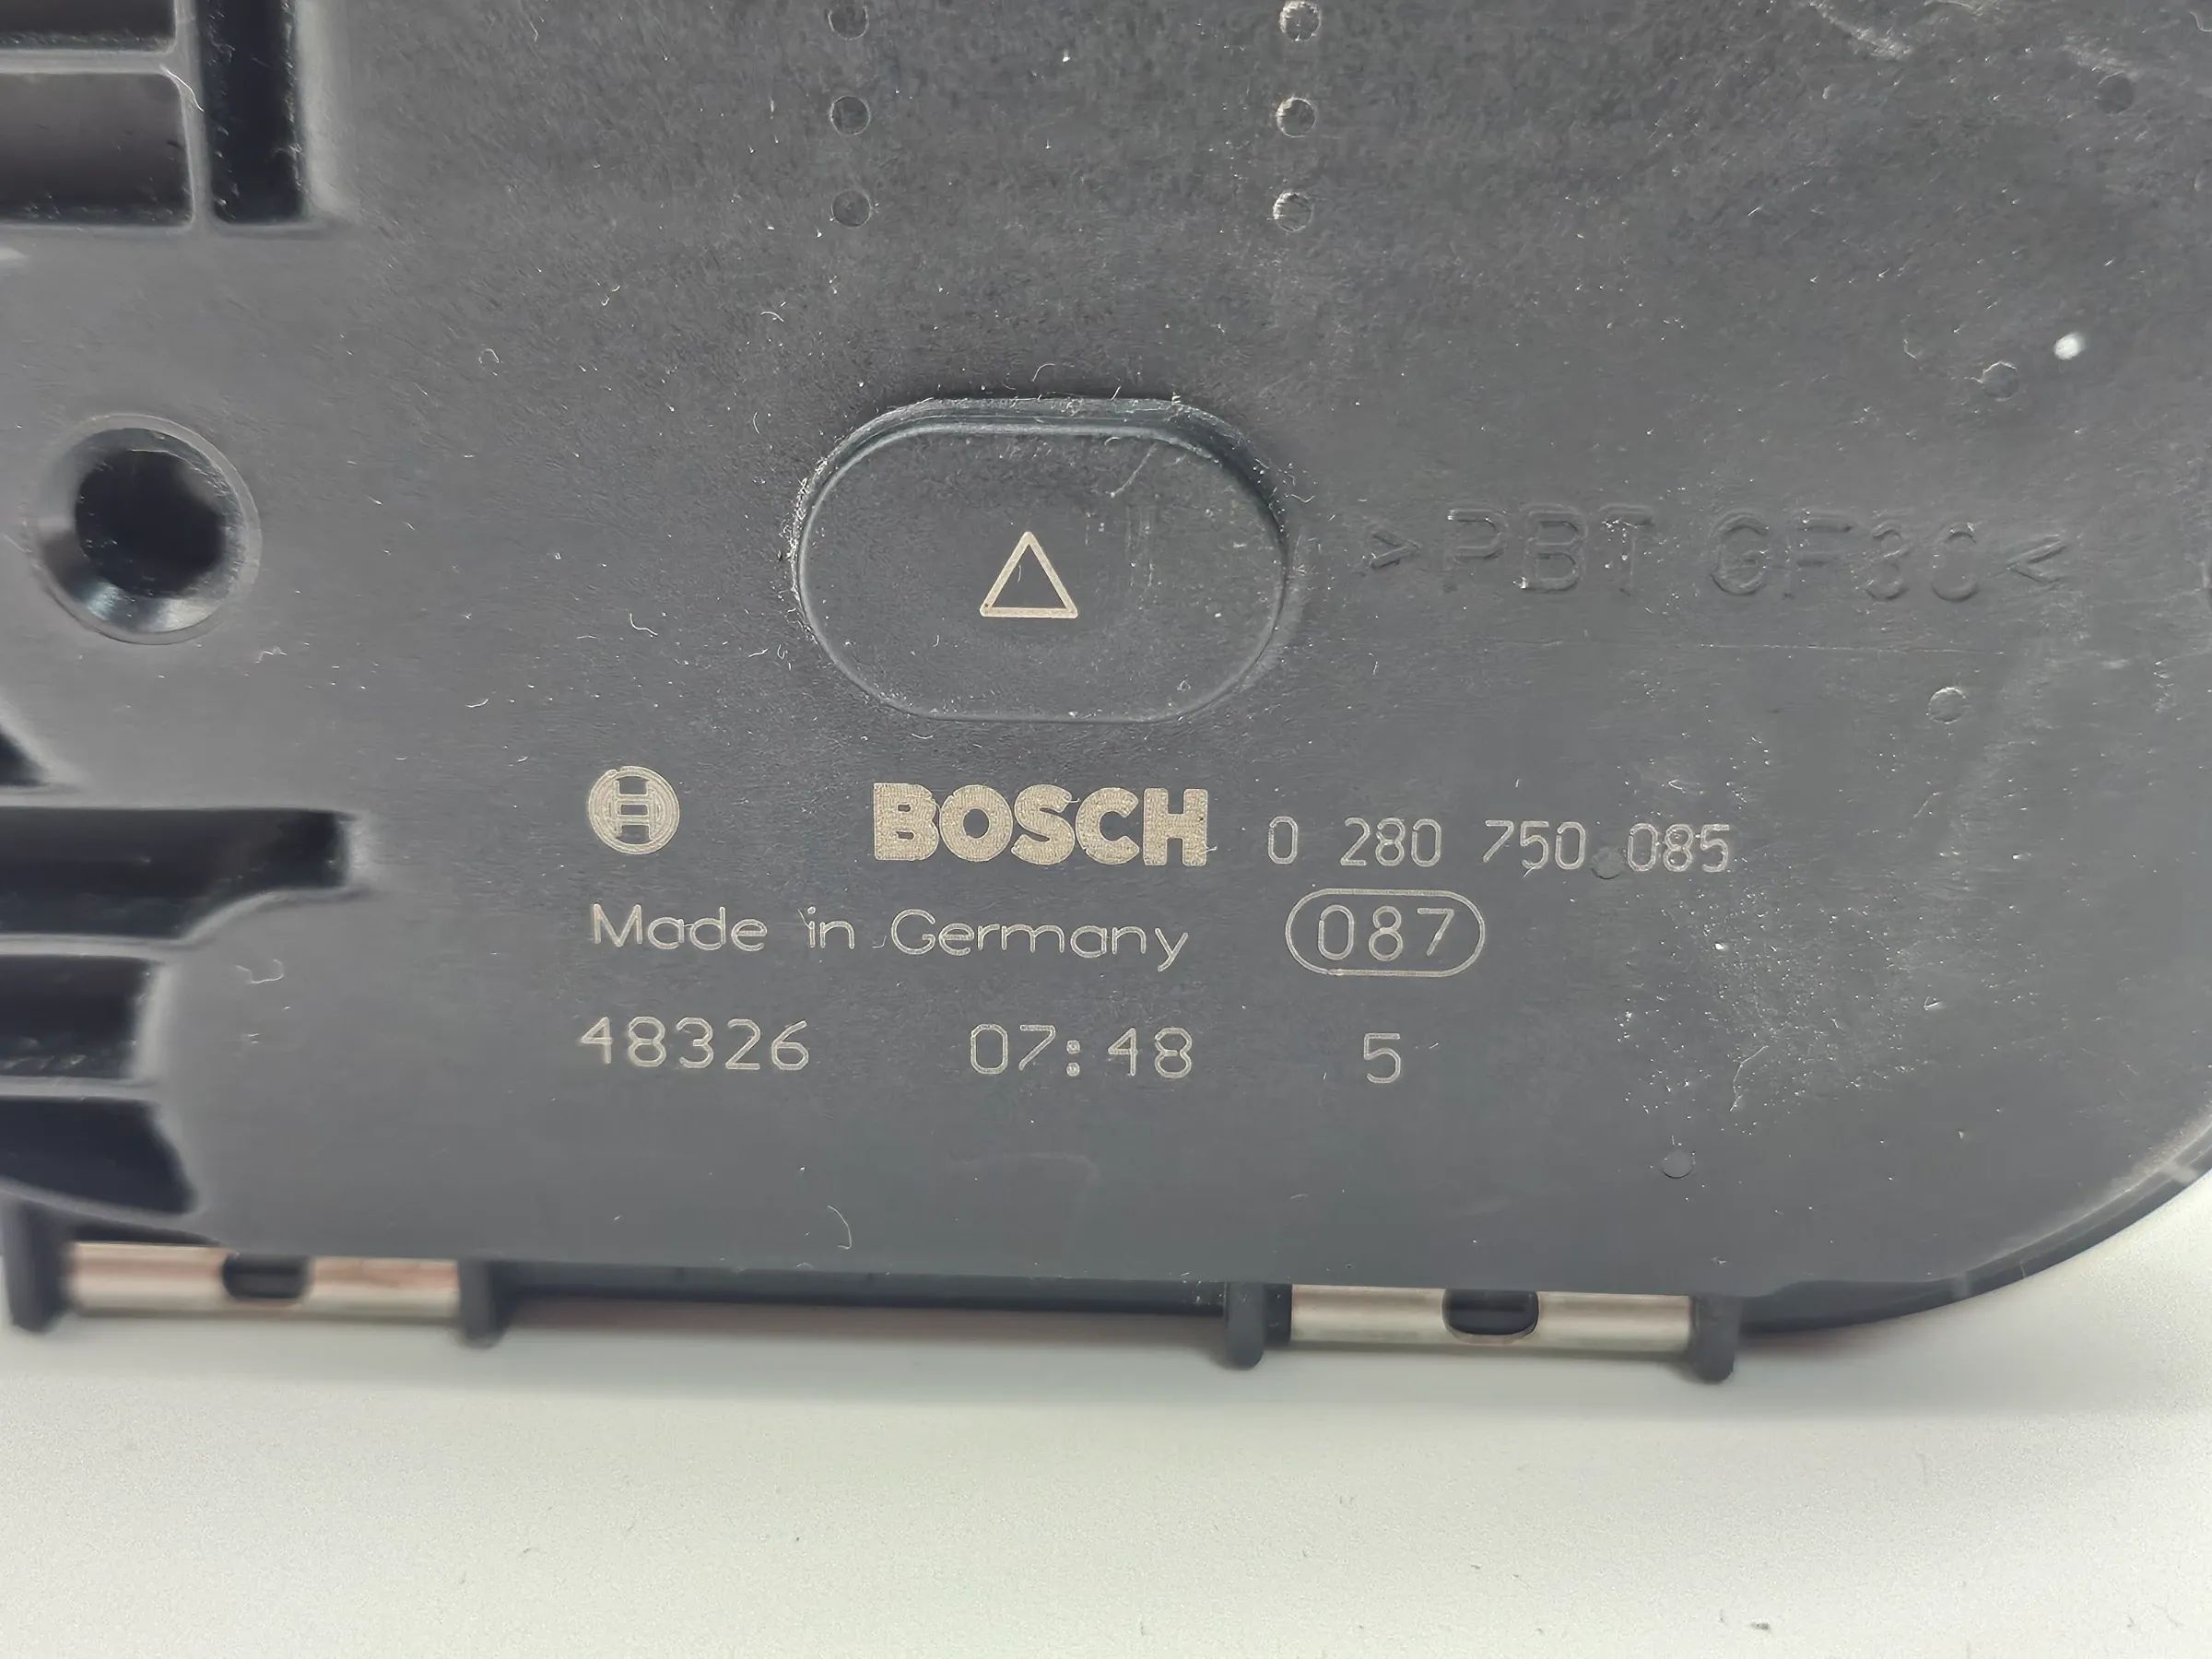 >PBT GF30<
BOSCH 0 280 750 085
Made in Germany 087
48326 07:48 5